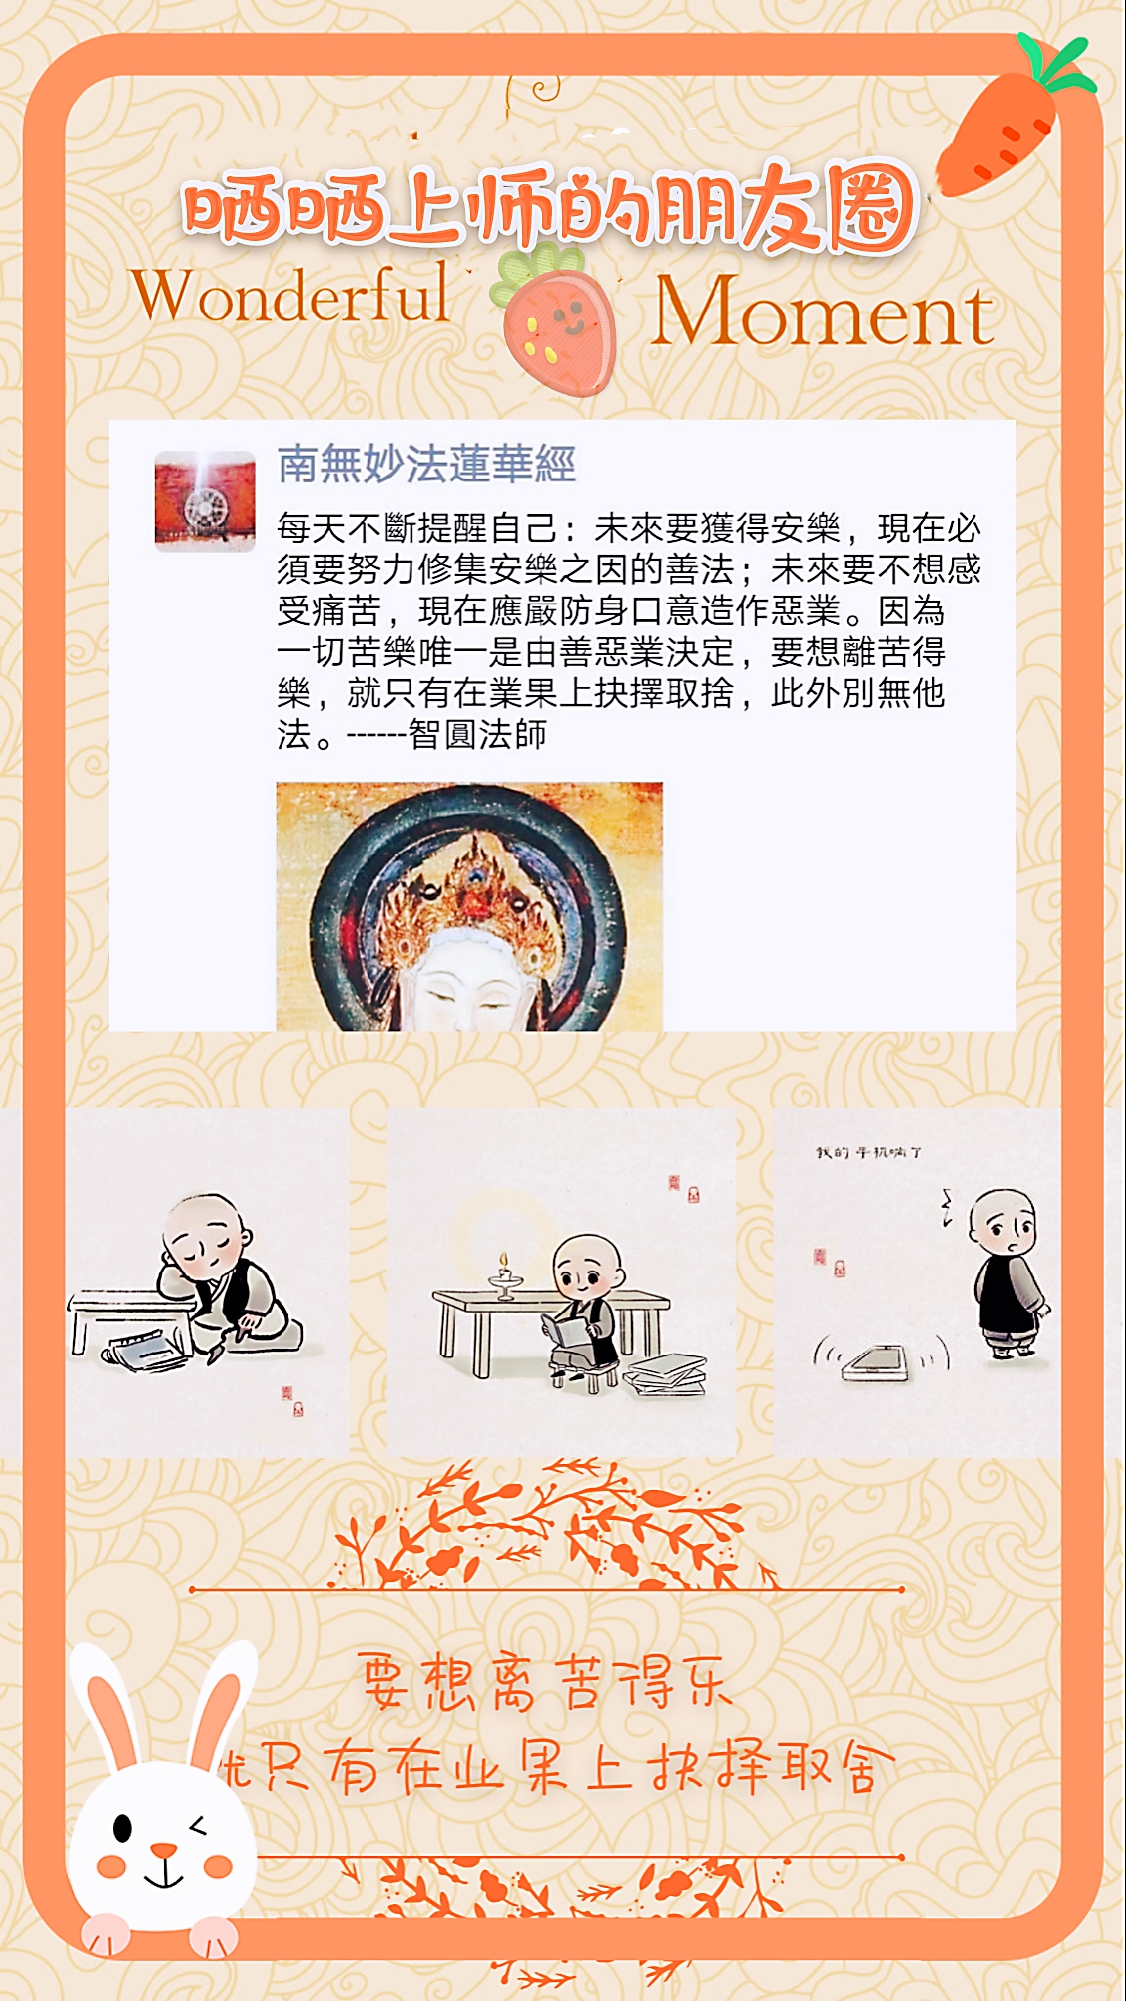 晒晒上师的朋友圈
Wonderful Moment
南無妙法蓮華經
每天不斷提醒自己：未來要獲得安樂，現在必
須要努力修集安樂之因的善法；未來要不想感
受痛苦，現在應嚴防身口意造作惡業。因為
一切苦樂唯一是由善惡業決定，要想離苦得
樂，就只有在業果上抉擇取捨，此外別無他
法。------智圓法師
我的手机响了
要想离苦得乐
就只有在业果上抉择取舍